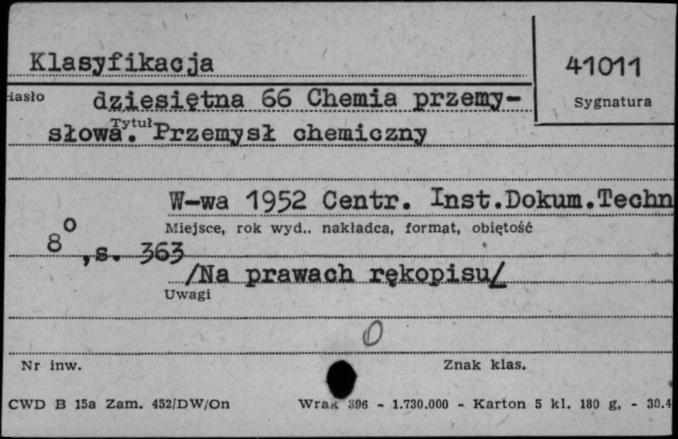 Klasyfikacja
41011
Hasło
dziesiętna 66 Chemia przemy-
Sygnatura
Tytuł
słowa. Przemysł chemiczny
W-wa 1952 Centr. Inst.Dokum.Techn
Miejsce, rok wyd.. nakładca, format, objętość
8° ,s. 363
/Na prawach rękopisu/
Uwagi
0
Nr inw.
Znak klas.
CWD B 15a Zam. 452/DW/On
Wrak 396 - 1.730.000 - Karton 5 kl. 180 g, - 30.4